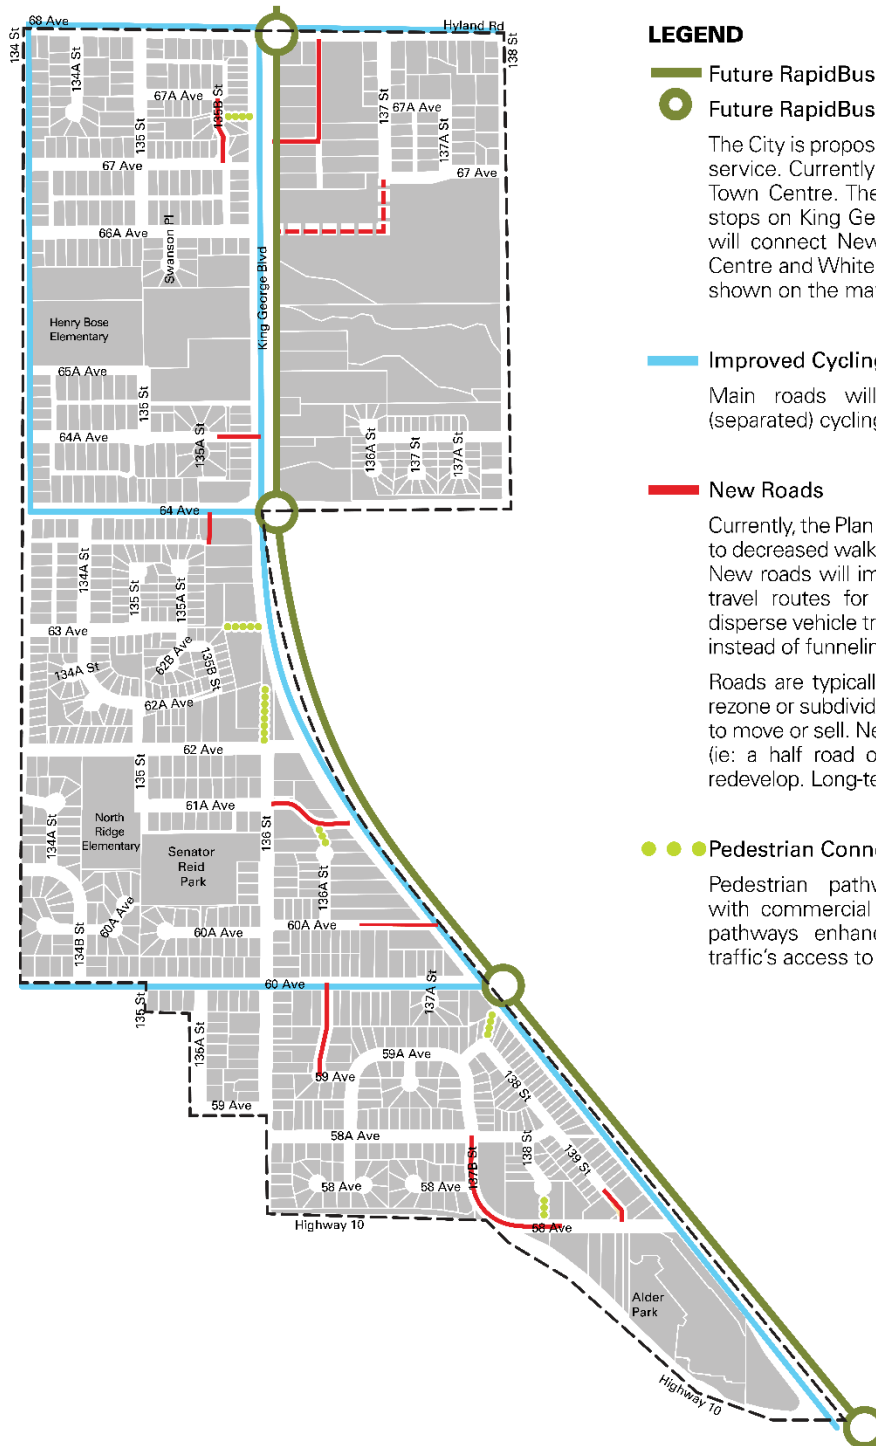 68 Ave
Hyland Rd
134 St
138 St
134A St
67A Ave
135B St
135 St
137 St
67A Ave
137A St
67 Ave
67 Ave
66A Ave
Swanson Pl
King George Blvd
Henry Bose
Elementary
65A Ave
135 St
64A Ave
135A St
136A St
137 St
137A St
64 Ave
134A St
135 St
135A St
63 Ave
134A St
62B Ave
135B St
62A Ave
62 Ave
135 St
61A Ave
134A St
North
Ridge
Elementary
Senator
Reid
Park
136 St
136A St
60A Ave
60A Ave
60A Ave
134B St
60 Ave
135 St
135A St
137A St
59A Ave
59 Ave
59 Ave
138 St
58A Ave
137B St
138 St
139 St
58 Ave
58 Ave
58 Ave
Highway 10
Alder
Park
Highway 10
LEGEND
Future RapidBus
Future RapidBus
The City is propos
service. Currently
Town Centre. The
stops on King Ge
will connect New
Centre and White
shown on the ma
Improved Cycling
Main roads will
(separated) cycling
New Roads
Currently, the Plan
to decreased walk
New roads will im
travel routes for
disperse vehicle tr
instead of funnelin
Roads are typically
rezone or subdivid
to move or sell. Ne
(ie: a half road o
redevelop. Long-te
Pedestrian Conne
Pedestrian pathw
with commercial
pathways enhan
traffic's access to